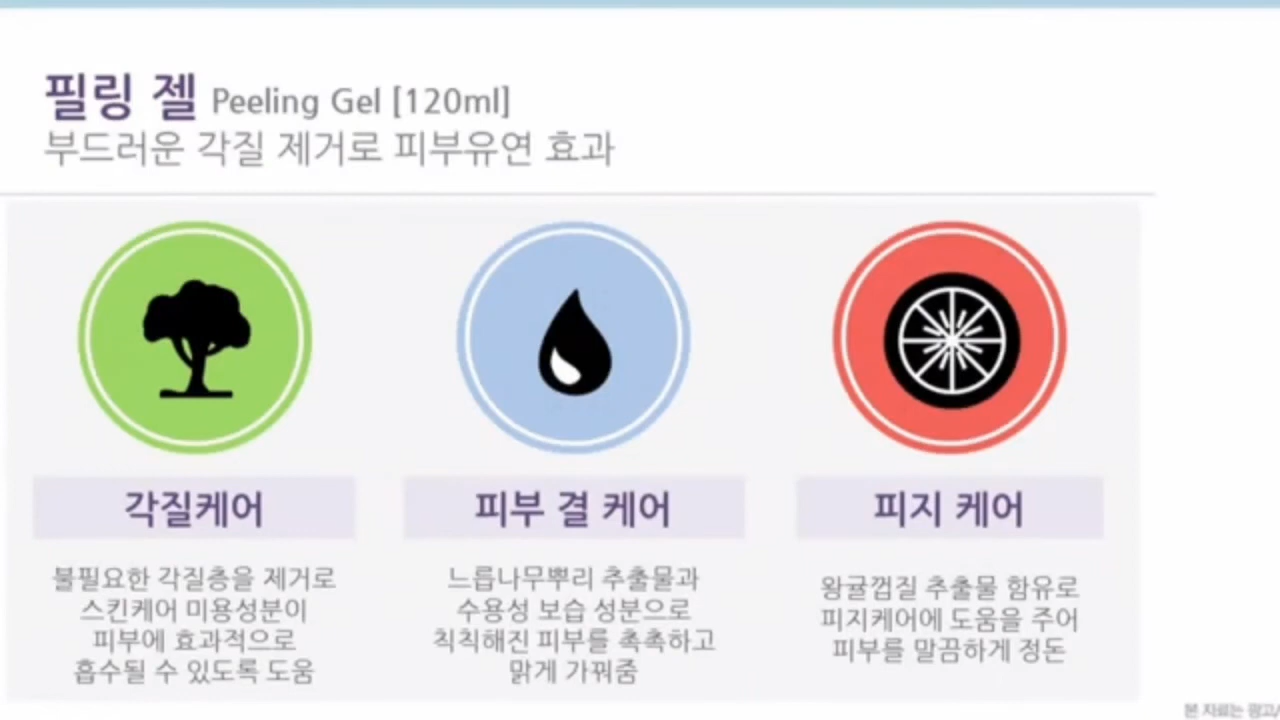 필링 젤 Peeling Gel [120ml]
부드러운 각질 제거로 피부유연 효과
각질케어
불필요한 각질층을 제거로
스킨케어 미용성분이
피부에 효과적으로
흡수될 수 있도록 도움
피부 결 케어
느릅나무뿌리 추출물과
수용성 보습 성분으로
칙칙해진 피부를 촉촉하고
맑게 가꿔줌
피지 케어
왕귤껍질 추출물 함유로
피지케어에 도움을 주어
피부를 말끔하게 정돈
본 자료는 광고/